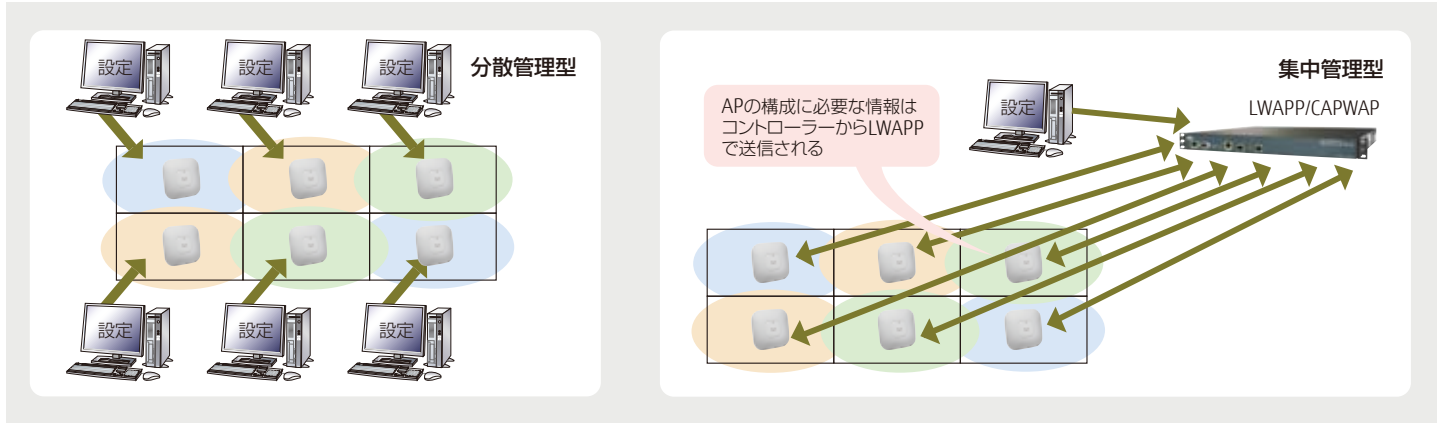 設定
設定
設定
分散管理型
設定
設定
設定
集中管理型
LWAPP/CAPWAP
設定
APの構成に必要な情報は
コントローラーからLWAPP
で送信される